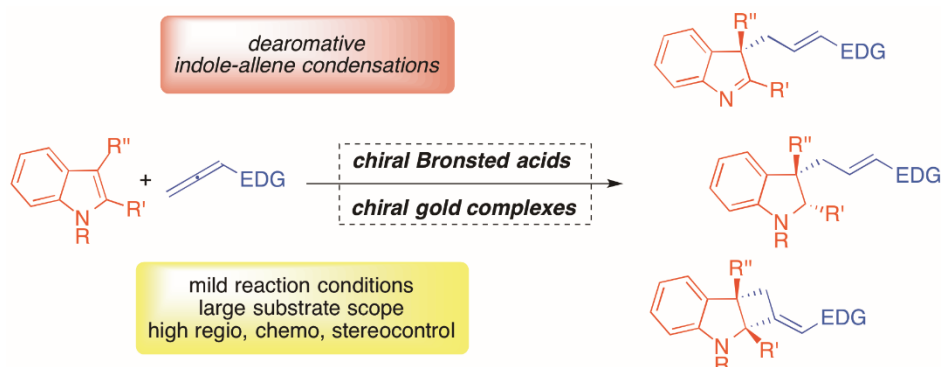 dearomative
indole-allene condensations
R"
EDG
N
R'
R"
R'
N
R
+
EDG
chiral Bronsted acids
chiral gold complexes
R"
EDG
N
R
R'
mild reaction conditions
large substrate scope
high regio, chemo, stereocontrol
R"
EDG
N
R
R'